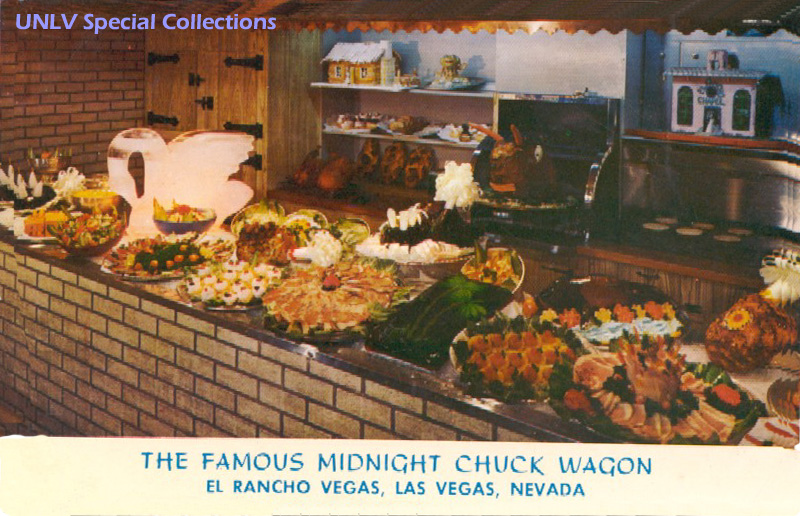 UNLV Special Collections
THE FAMOUS MIDNIGHT CHUCK WAGON
EL RANCHO VEGAS, LAS VEGAS, NEVADA